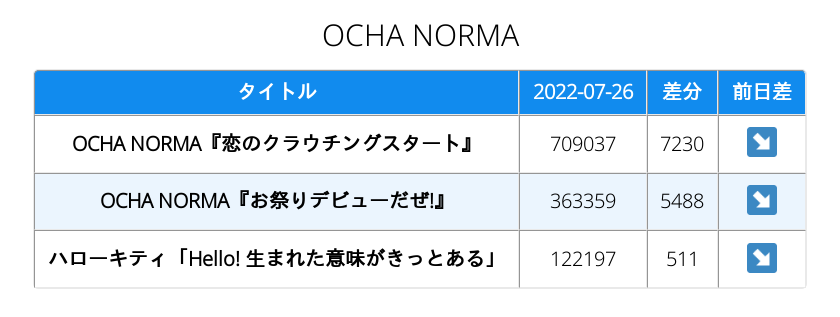 OCHA NORMA
タイトル 2022-07-26 差分 前日差
OCHA NORMA『恋のクラウチングスタート』 709037 7230 ↘
OCHA NORMA『お祭りデビューだぜ!』 363359 5488 ↘
ハローキティ「Hello! 生まれた意味がきっとある」 122197 511 ↘